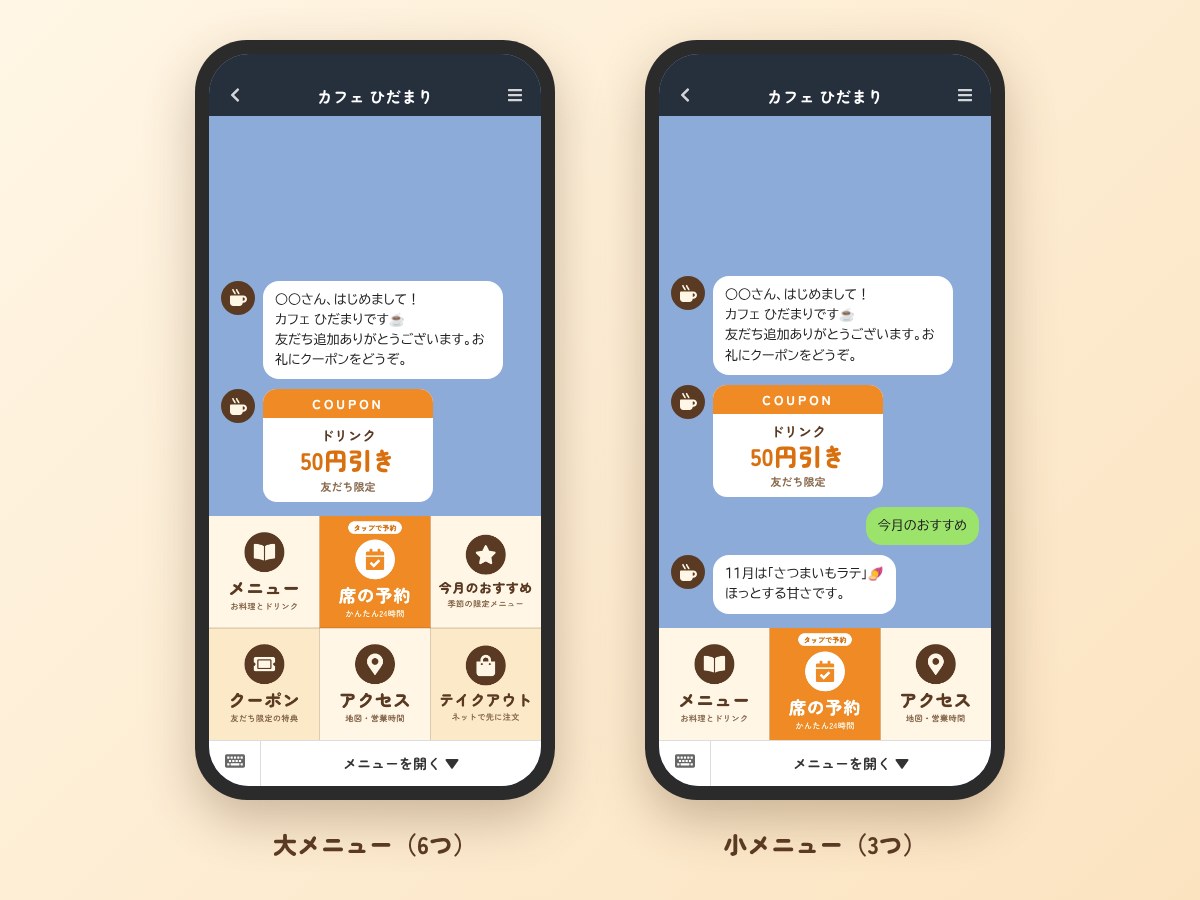 カフェ ひだまり
〇〇さん、はじめまして！
カフェ ひだまりです☕
友だち追加ありがとうございます。お
礼にクーポンをどうぞ。
COUPON
ドリンク
50円引き
友だち限定
メニュー
お料理とドリンク
タップで予約
席の予約
かんたん24時間
今月のおすすめ
季節の限定メニュー
クーポン
友だち限定の特典
アクセス
地図・営業時間
テイクアウト
ネットで先に注文
メニューを開く ▼
大メニュー（6つ）
カフェ ひだまり
〇〇さん、はじめまして！
カフェ ひだまりです☕
友だち追加ありがとうございます。お
礼にクーポンをどうぞ。
COUPON
ドリンク
50円引き
友だち限定
今月のおすすめ
11月は「さつまいもラテ」🍠
ほっとする甘さです。
メニュー
お料理とドリンク
タップで予約
席の予約
かんたん24時間
アクセス
地図・営業時間
メニューを開く ▼
小メニュー（3つ）